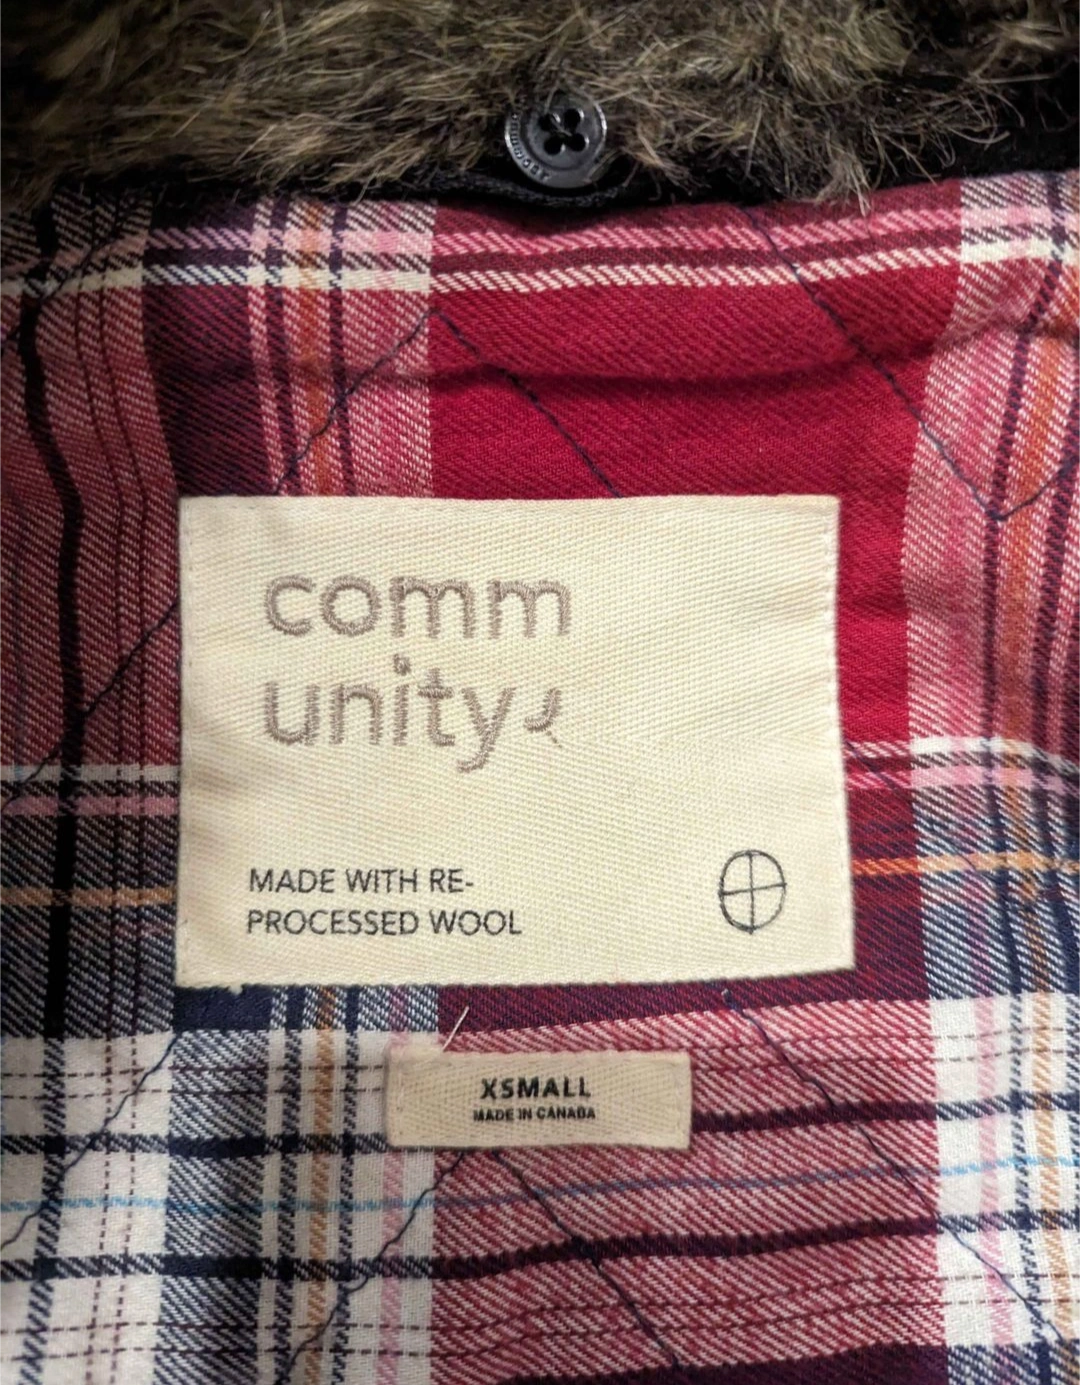 comm
unity
MADE WITH RE-
PROCESSED WOOL
XSMALL
MADE IN CANADA